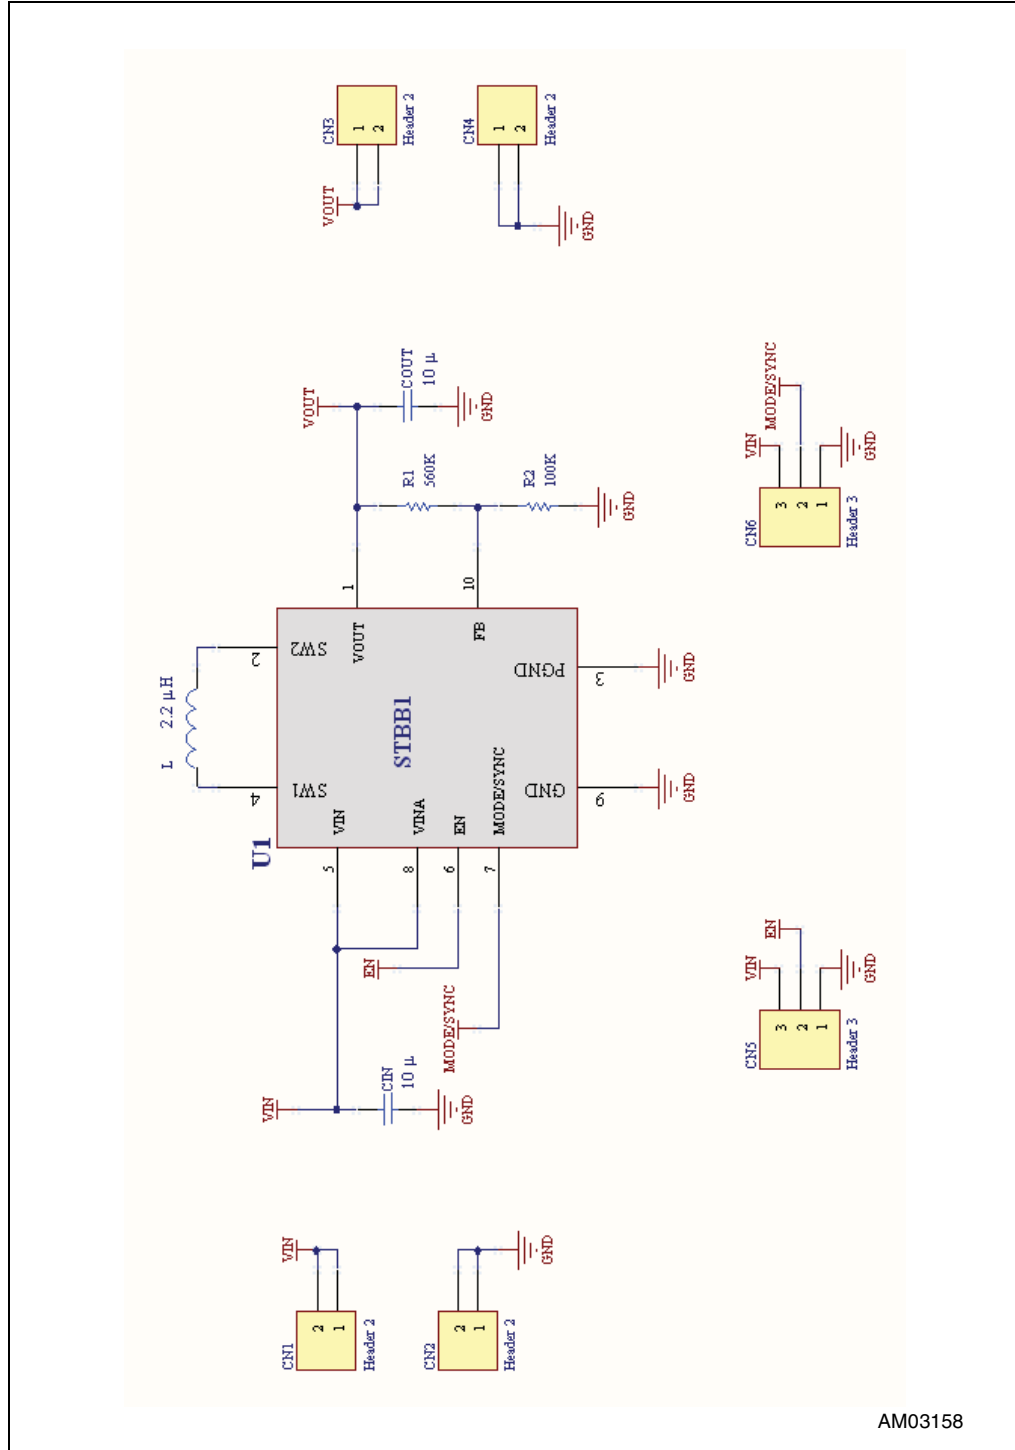 CN3
1
2
Header 2
VOUT
CN4
1
2
Header 2
GND
VOUT
COUT
10 µ
GND
R1
560K
R2
100K
GND
VIN
MODE/SYNC
GND
CN6
3
2
1
Header 3
L
2.2 µH
2
SW2
4
SW1
1
VOUT
10
FB
STBB1
U1
PGND
3
GND
GND
9
GND
VIN
5
VINA
8
EN
6
MODE/SYNC
7
EN
MODE/SYNC
VIN
CIN
10 µ
GND
VIN
EN
GND
CN5
3
2
1
Header 3
VIN
CN1
2
1
Header 2
GND
CN2
2
1
Header 2
AM03158